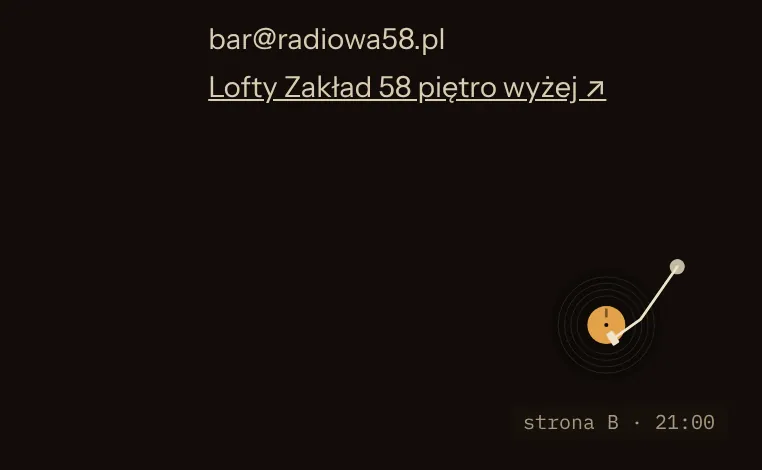 bar@radiowa58.pl
Lofty Zakład 58 piętro wyżej ↗
strona B · 21:00